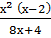 x² (x−2)
8x+4